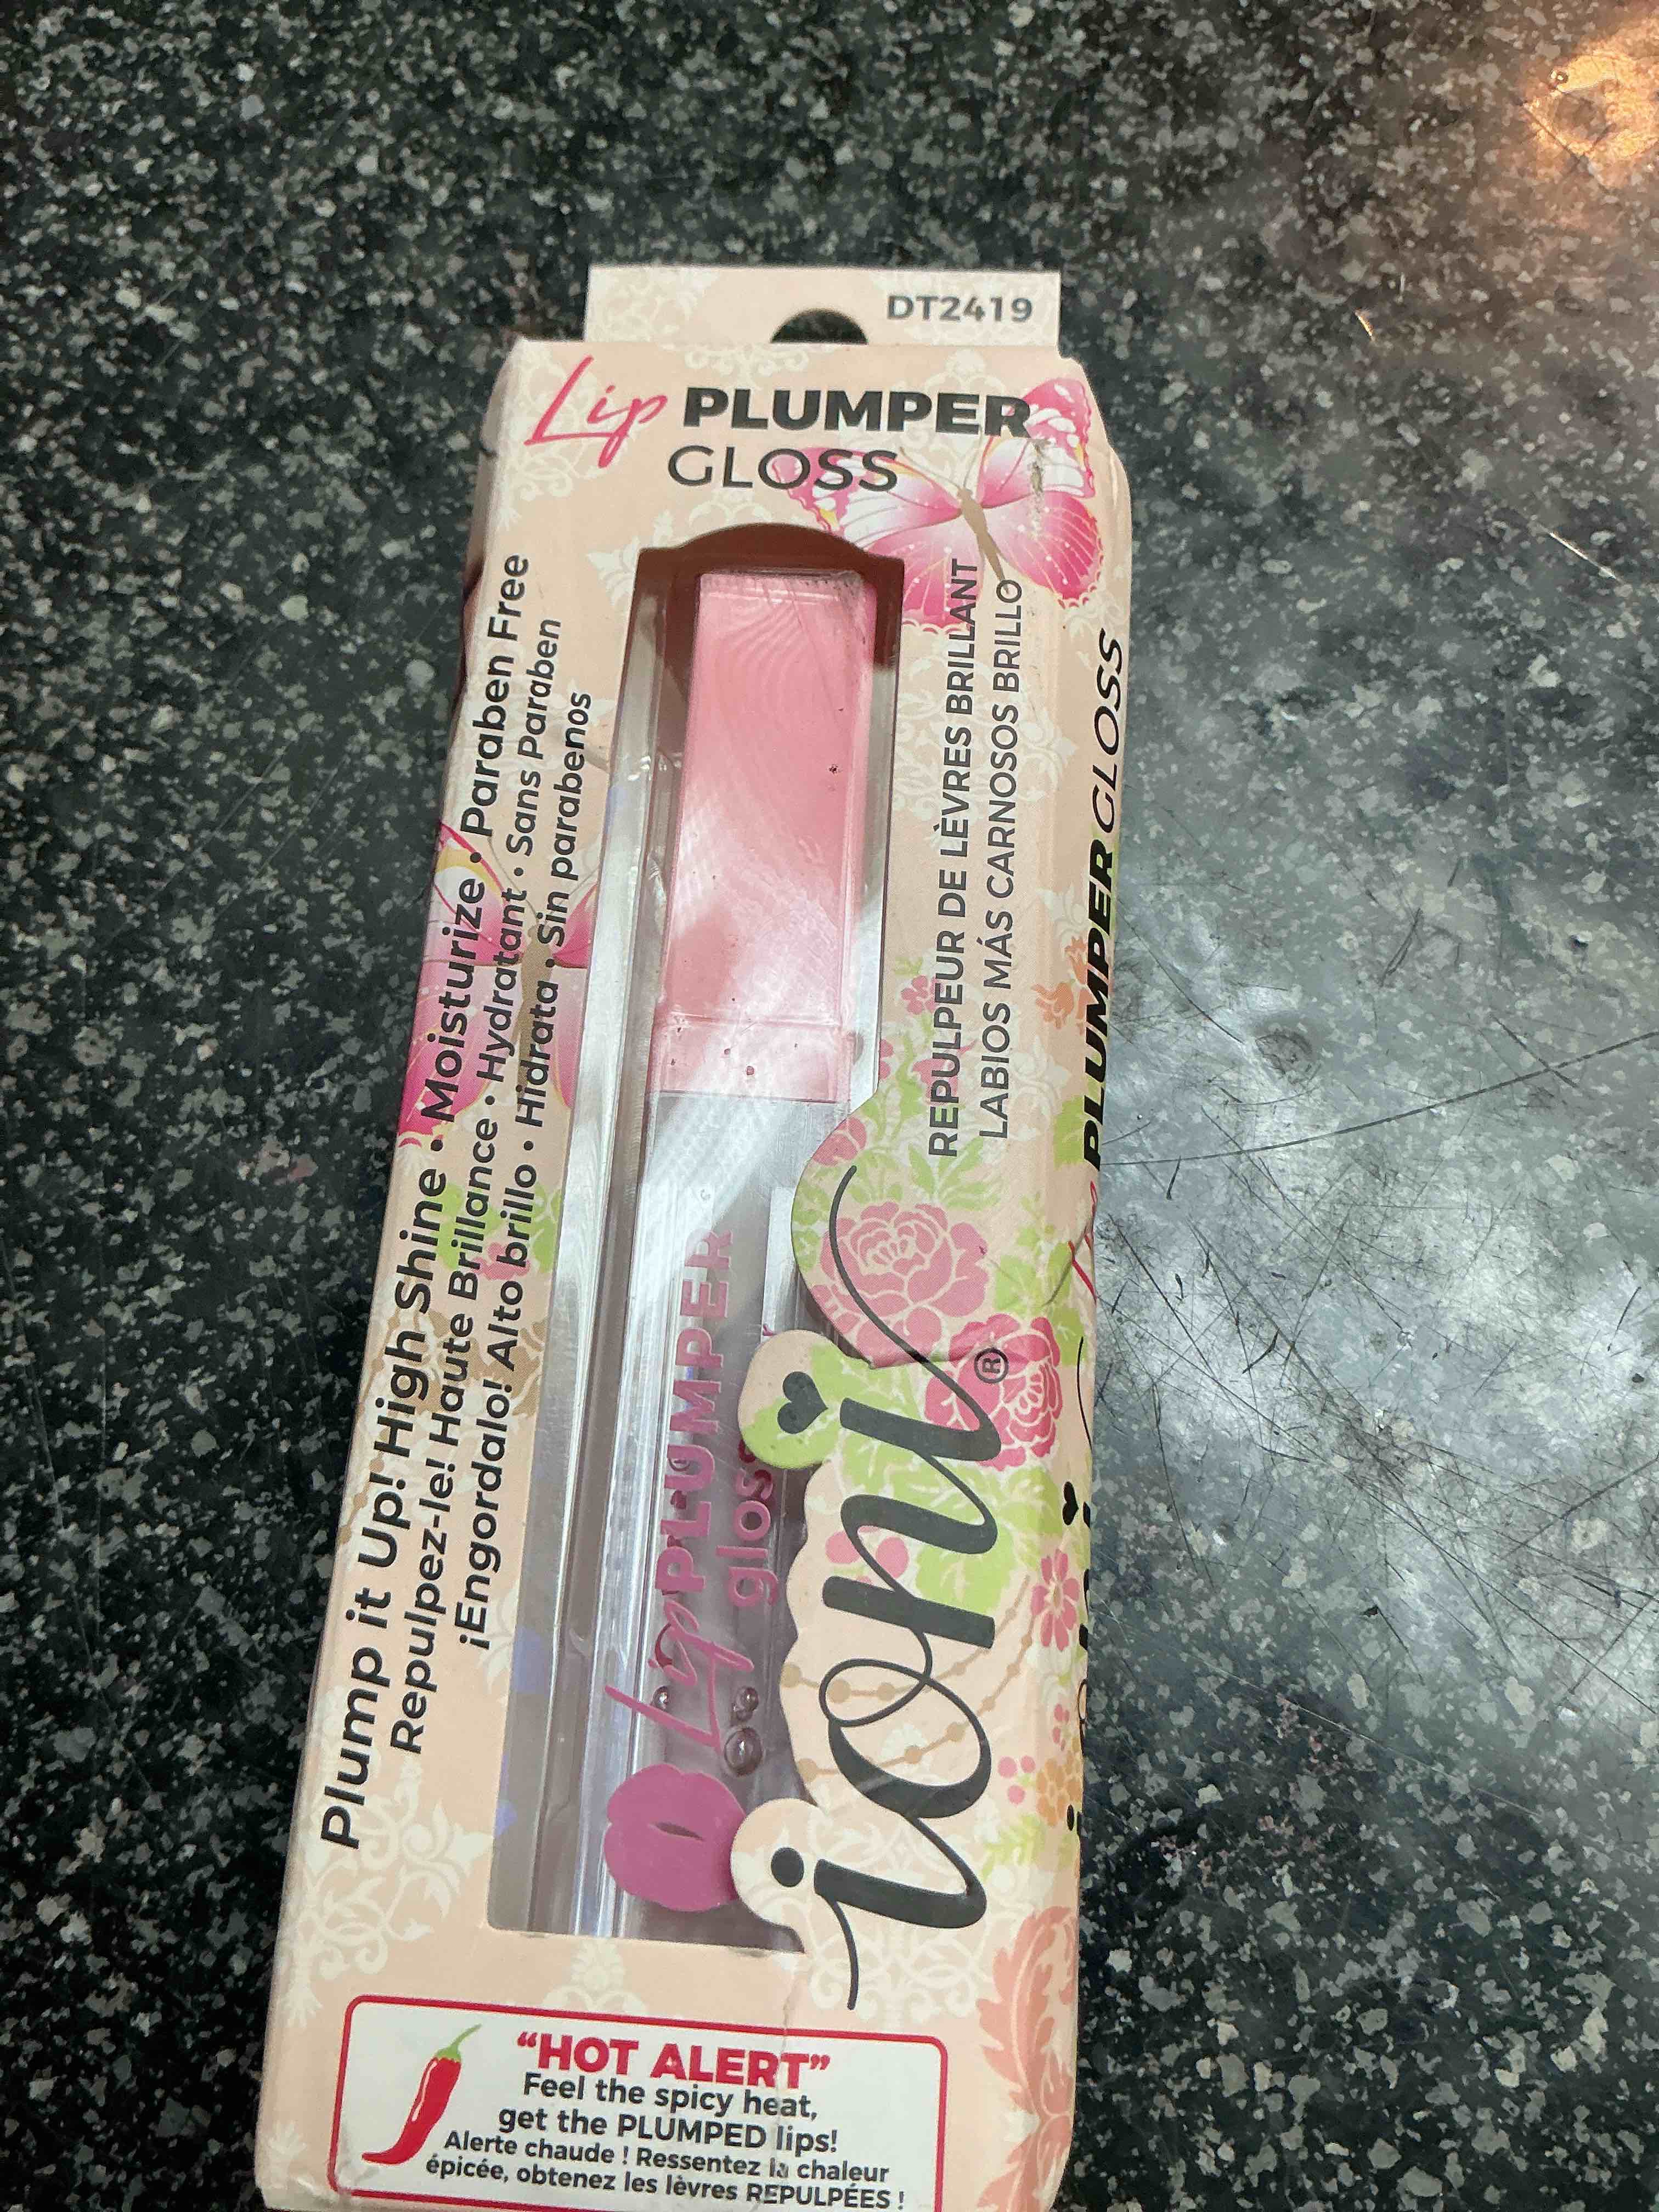 DT2419
Lip PLUMPER
GLOSS
Plump it Up! High Shine • Moisturize • Paraben Free
Repulpez-le! Haute Brillance • Hydratant • Sans Paraben
¡Engordalo! Alto brillo • Hidrata • Sin parabenos
REPULPEUR DE LÈVRES BRILLANT
LABIOS MÁS CARNOSOS BRILLO
Lip PLUMPER
gloss
ioni®
PLUMPER GLOSS
"HOT ALERT"
Feel the spicy heat,
get the PLUMPED lips!
Alerte chaude ! Ressentez la chaleur
épicée, obtenez les lèvres REPULPÉES !